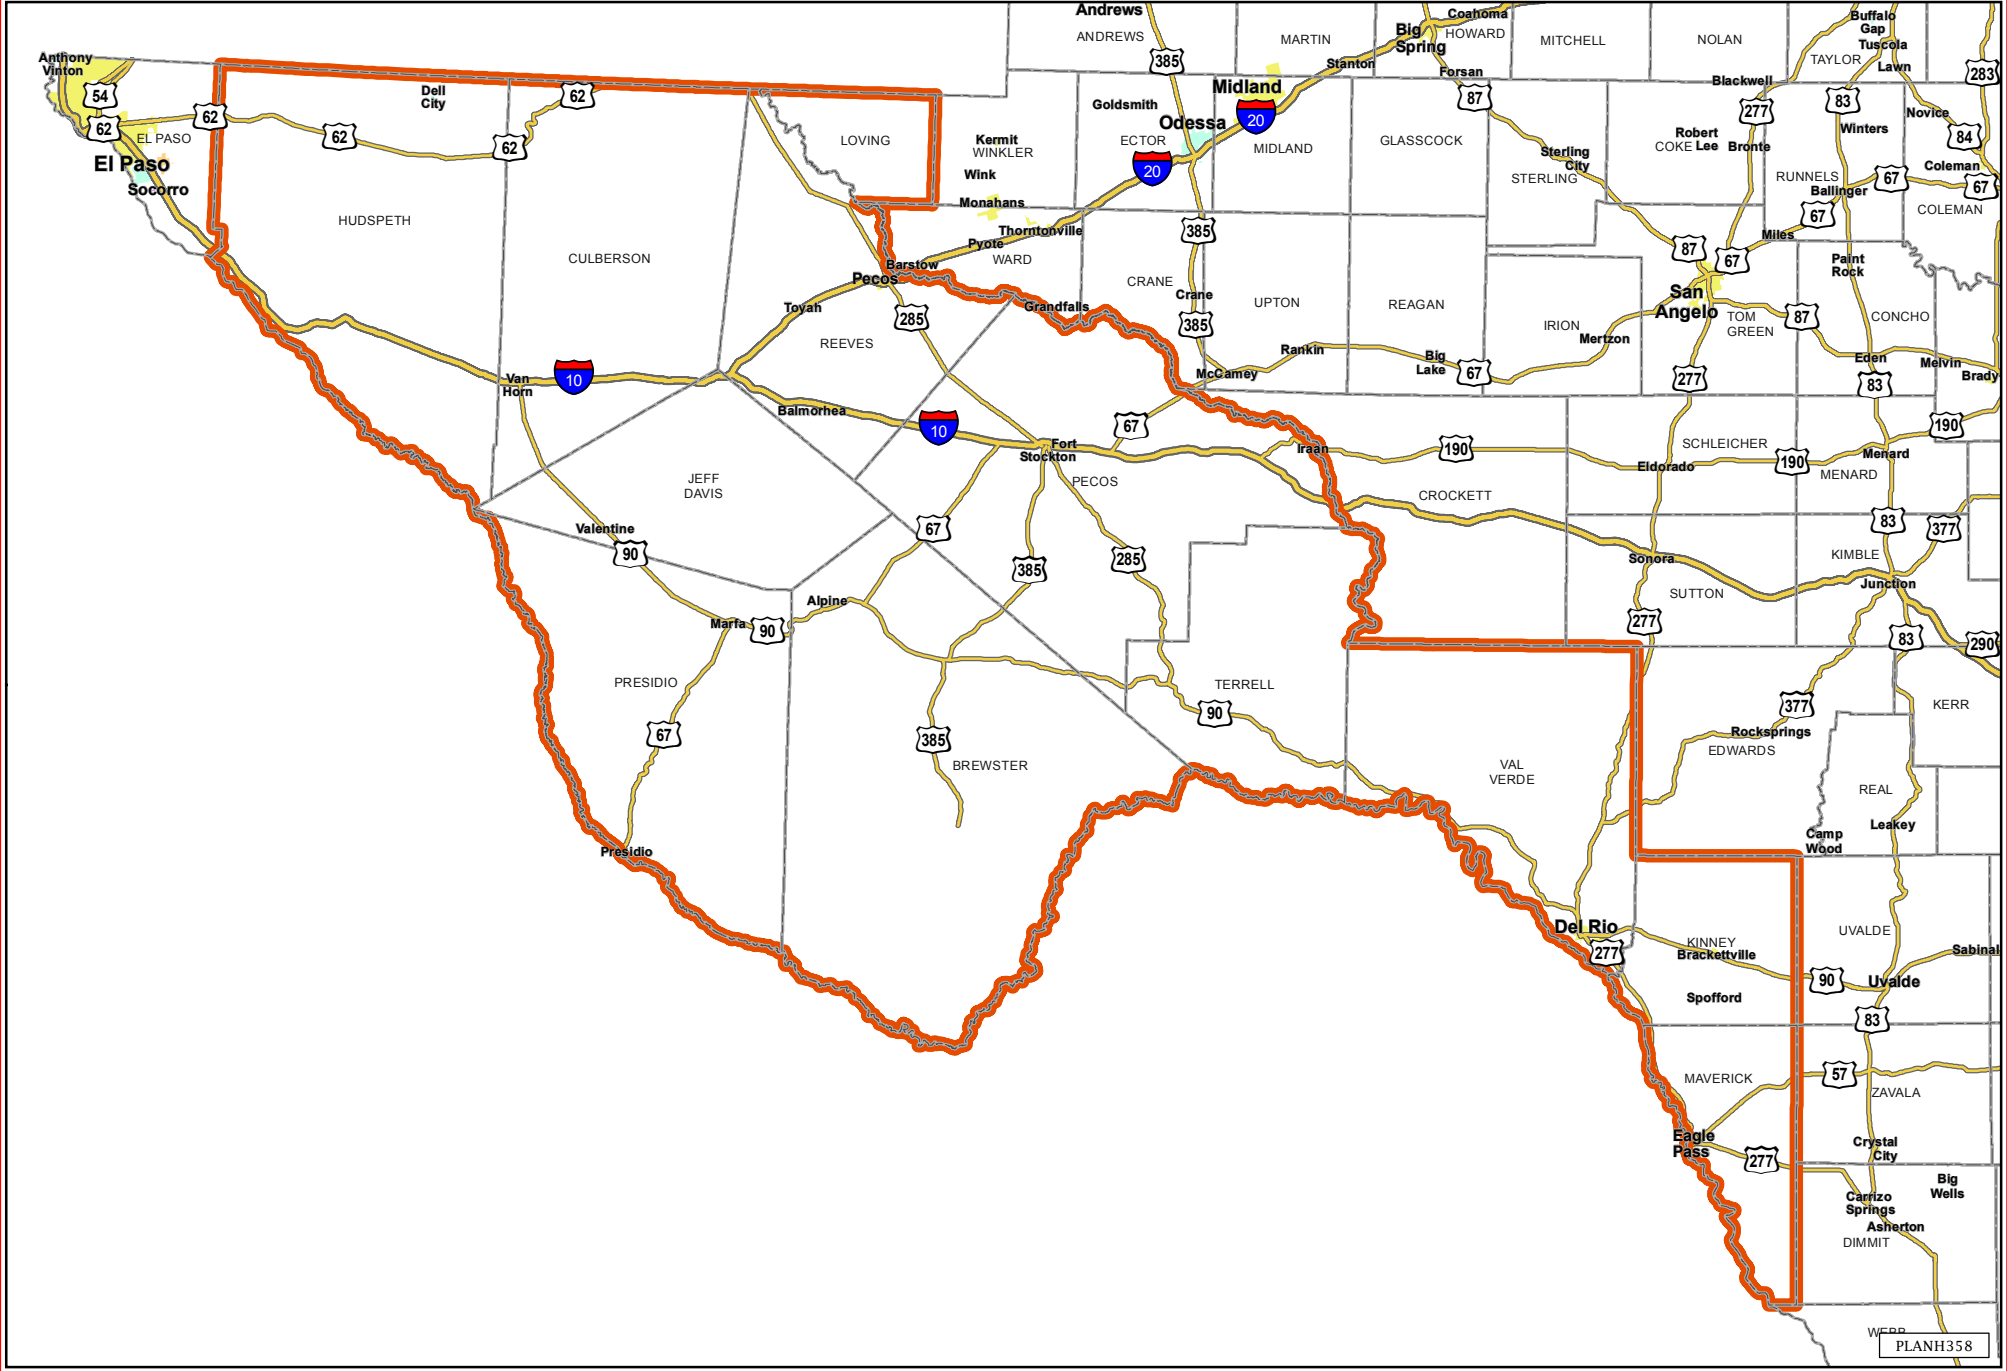 Andrews
ANDREWS
385
MARTIN
Big
Spring
Coahoma
HOWARD
MITCHELL
NOLAN
Buffalo
Gap
Tuscola
TAYLOR
Lawn
283
Anthony
Vinton
54
62
EL PASO
El Paso
Socorro
62
62
Dell
City
62
62
LOVING
Goldsmith
Midland
Stanton
Forsan
87
Blackwell
277
83
Novice
84
Kermit
WINKLER
Wink
Odessa
20
ECTOR
20
MIDLAND
GLASSCOCK
Sterling
City
STERLING
Robert
Lee
COKE
Bronte
Winters
RUNNELS
67
Ballinger
Coleman
67
COLEMAN
67
Miles
Monahans
Thorntonville
Pyote
WARD
Barstow
Pecos
385
HUDSPETH
CULBERSON
Toyah
285
REEVES
Grandfalls
CRANE
Crane
385
UPTON
REAGAN
87
67
San
Angelo
TOM
GREEN
Paint
Rock
87
CONCHO
IRION
Mertzon
Eden
Melvin
Brady
83
277
Rankin
Big
Lake
67
McCamey
Van
Horn
10
Balmorhea
10
67
Fort
Stockton
PECOS
Iraan
190
CROCKETT
SCHLEICHER
Eldorado
190
Menard
MENARD
190
JEFF
DAVIS
Valentine
90
67
385
285
83
377
KIMBLE
Junction
Sonora
SUTTON
277
83
290
Alpine
Marfa
90
PRESIDIO
67
385
BREWSTER
TERRELL
90
VAL
VERDE
377
Rocksprings
EDWARDS
KERR
REAL
Leakey
Camp
Wood
Presidio
Del Rio
277
KINNEY
Brackettville
Spofford
UVALDE
Sabinal
90
Uvalde
83
MAVERICK
57
ZAVALA
Eagle
Pass
277
Crystal
City
Big
Wells
Carrizo
Springs
Asherton
DIMMIT
WEBB
PLANH358